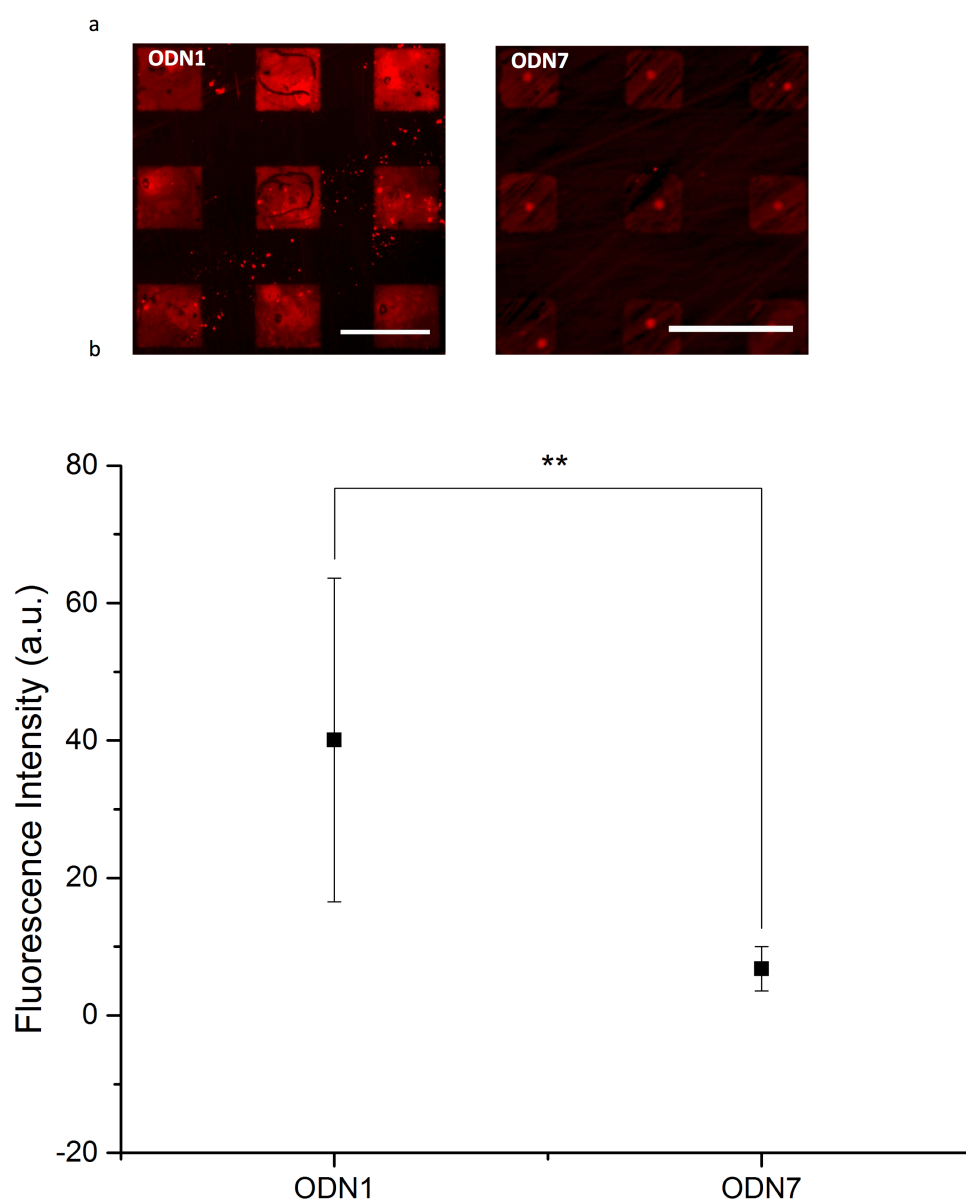 a
ODN1
ODN7
b
**
80
60
40
20
0
-20
Fluorescence Intensity (a.u.)
ODN1
ODN7